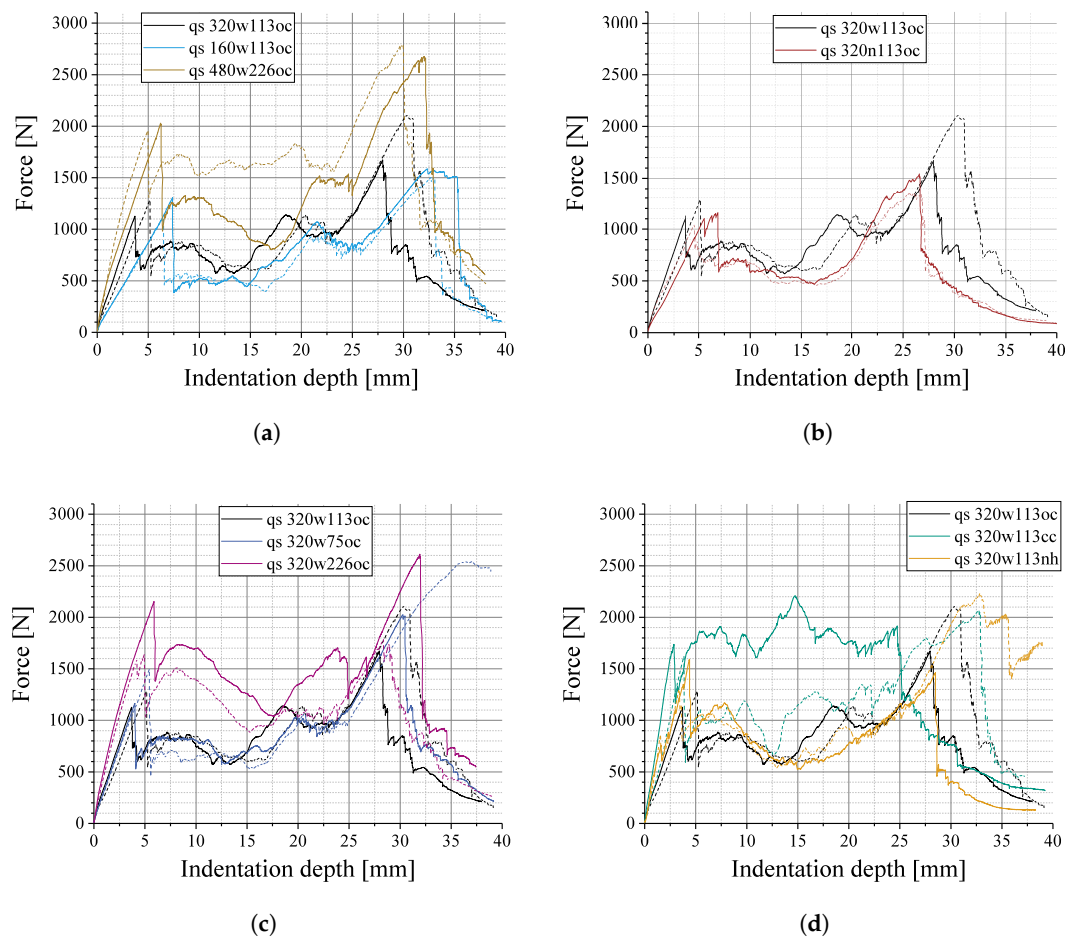 qs 320w113oc
qs 160w113oc
qs 480w226oc
Force [N]
3000
2500
2000
1500
1000
500
0
0 5 10 15 20 25 30 35 40
Indentation depth [mm]
(a)
qs 320w113oc
qs 320n113oc
Force [N]
3000
2500
2000
1500
1000
500
0
0 5 10 15 20 25 30 35 40
Indentation depth [mm]
(b)
qs 320w113oc
qs 320w75oc
qs 320w226oc
Force [N]
3000
2500
2000
1500
1000
500
0
0 5 10 15 20 25 30 35 40
Indentation depth [mm]
(c)
qs 320w113oc
qs 320w113cc
qs 320w113nh
Force [N]
3000
2500
2000
1500
1000
500
0
0 5 10 15 20 25 30 35 40
Indentation depth [mm]
(d)